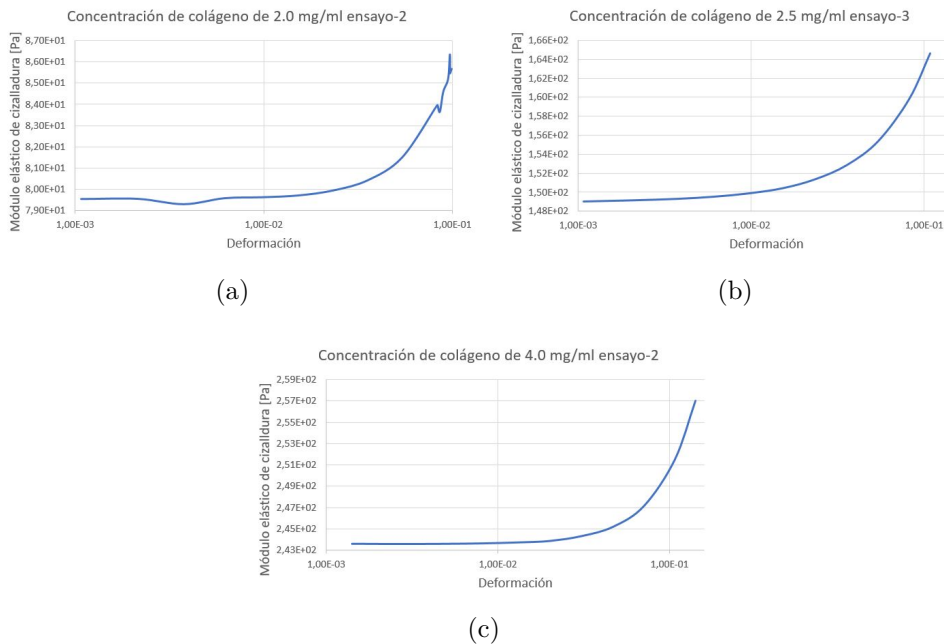 Concentración de colágeno de 2.0 mg/ml ensayo-2
Módulo elástico de cizalladura [Pa]
8,70E+01
8,60E+01
8,50E+01
8,40E+01
8,30E+01
8,20E+01
8,10E+01
8,00E+01
7,90E+01
1,00E-03
1,00E-02
1,00E-01
Deformación
(a)
Concentración de colágeno de 2.5 mg/ml ensayo-3
Módulo elástico de cizalladura [Pa]
1,66E+02
1,64E+02
1,62E+02
1,60E+02
1,58E+02
1,56E+02
1,54E+02
1,52E+02
1,50E+02
1,48E+02
1,00E-03
1,00E-02
1,00E-01
Deformación
(b)
Concentración de colágeno de 4.0 mg/ml ensayo-2
Módulo elástico de cizalldura [Pa]
2,59E+02
2,57E+02
2,55E+02
2,53E+02
2,51E+02
2,49E+02
2,47E+02
2,45E+02
2,43E+02
1,00E-03
1,00E-02
1,00E-01
Deformación
(c)